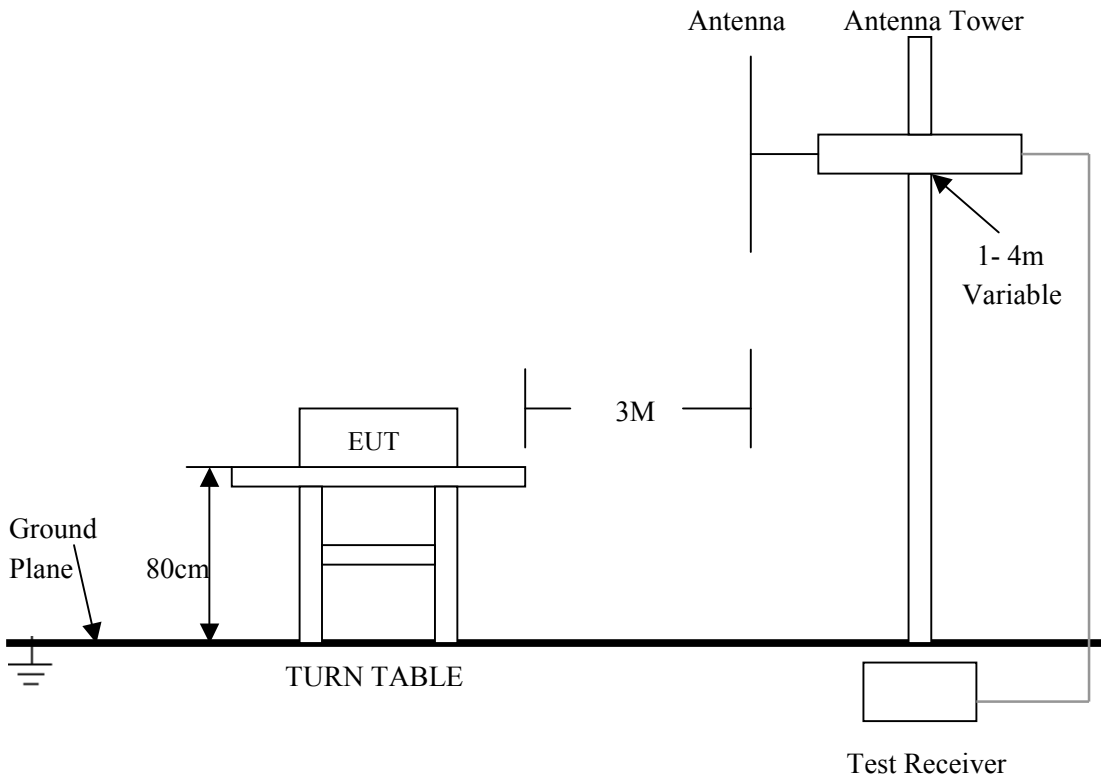 Antenna
Antenna Tower
1- 4m
Variable
3M
EUT
Ground
Plane
80cm
TURN TABLE
Test Receiver